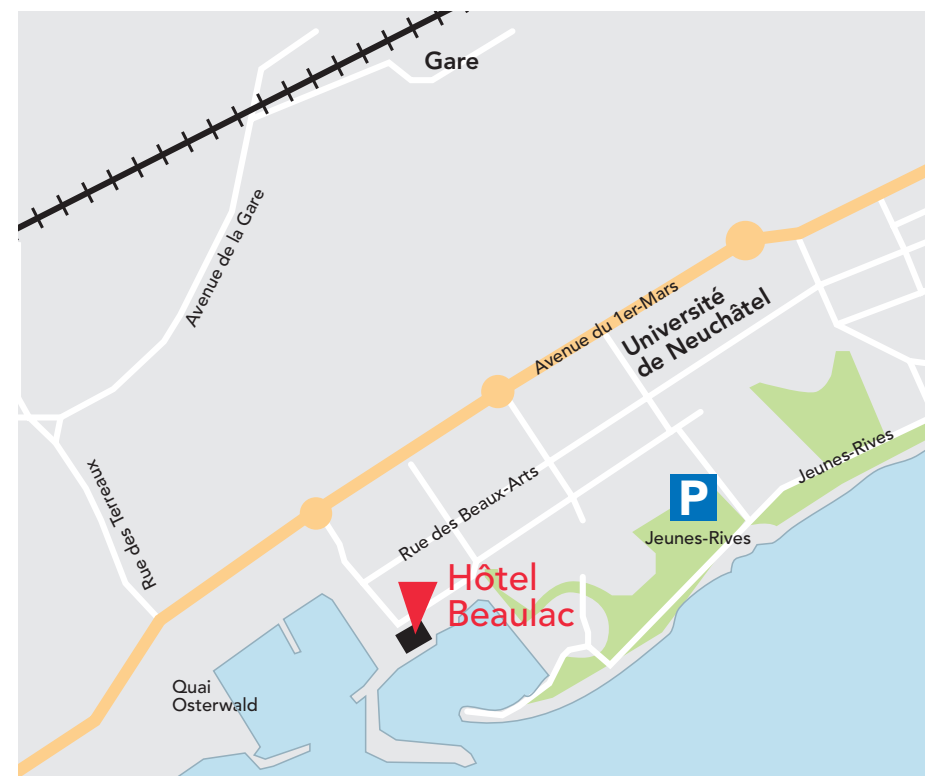 Gare
Avenue de la Gare
Avenue du 1er-Mars
Université
de Neuchâtel
Jeunes-Rives
Rue des Terreaux
Rue des Beaux-Arts
P
Jeunes-Rives
Hôtel
Beaulac
Quai
Osterwald